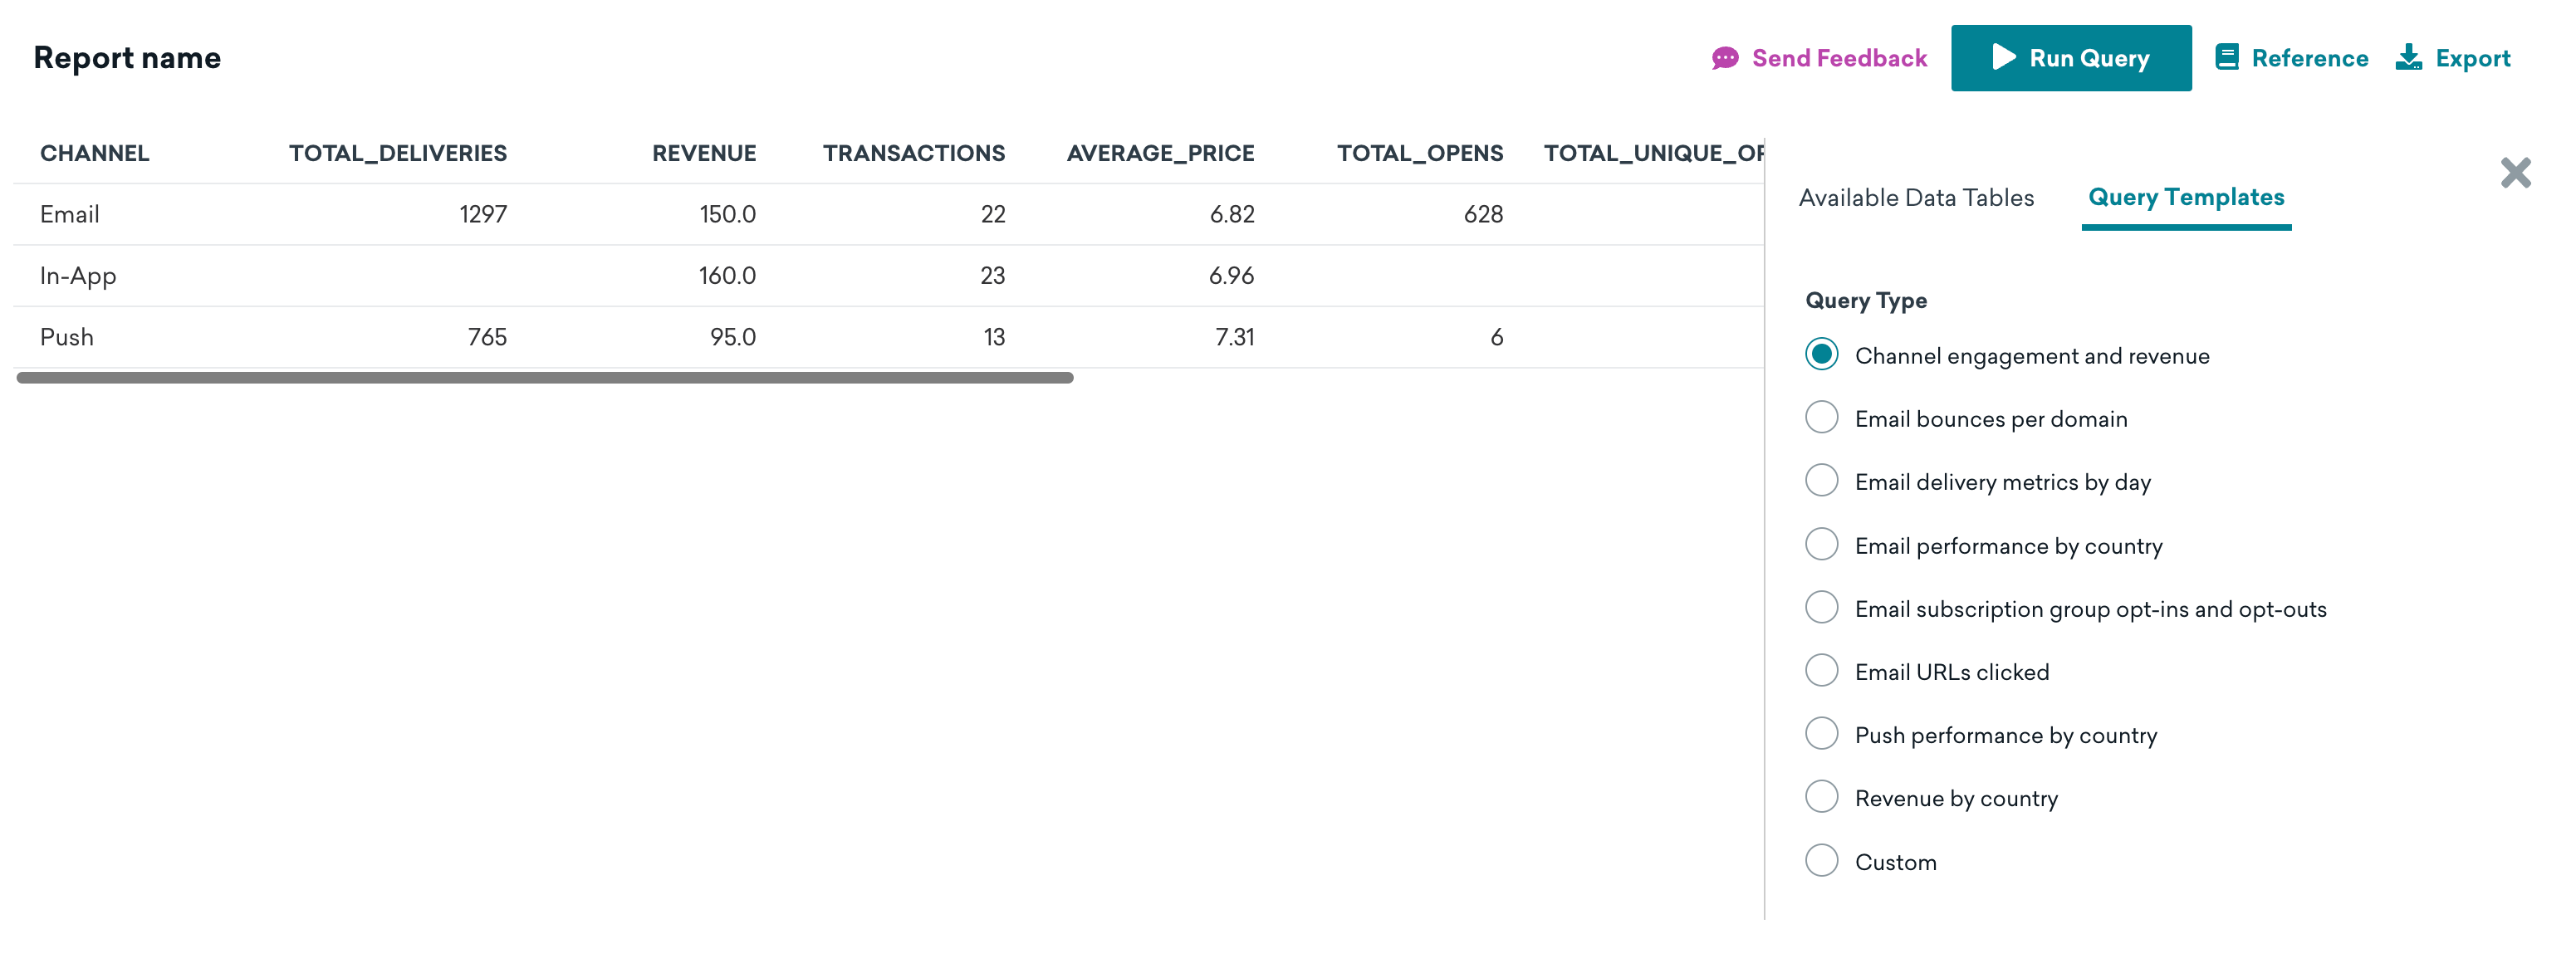 Report name
Send Feedback
Run Query
Reference
Export
CHANNEL TOTAL_DELIVERIES REVENUE TRANSACTIONS AVERAGE_PRICE TOTAL_OPENS TOTAL_UNIQUE_OP
Email 1297 150.0 22 6.82 628
In-App 160.0 23 6.96
Push 765 95.0 13 7.31 6
Available Data Tables
Query Templates
Query Type
Channel engagement and revenue
Email bounces per domain
Email delivery metrics by day
Email performance by country
Email subscription group opt-ins and opt-outs
Email URLs clicked
Push performance by country
Revenue by country
Custom